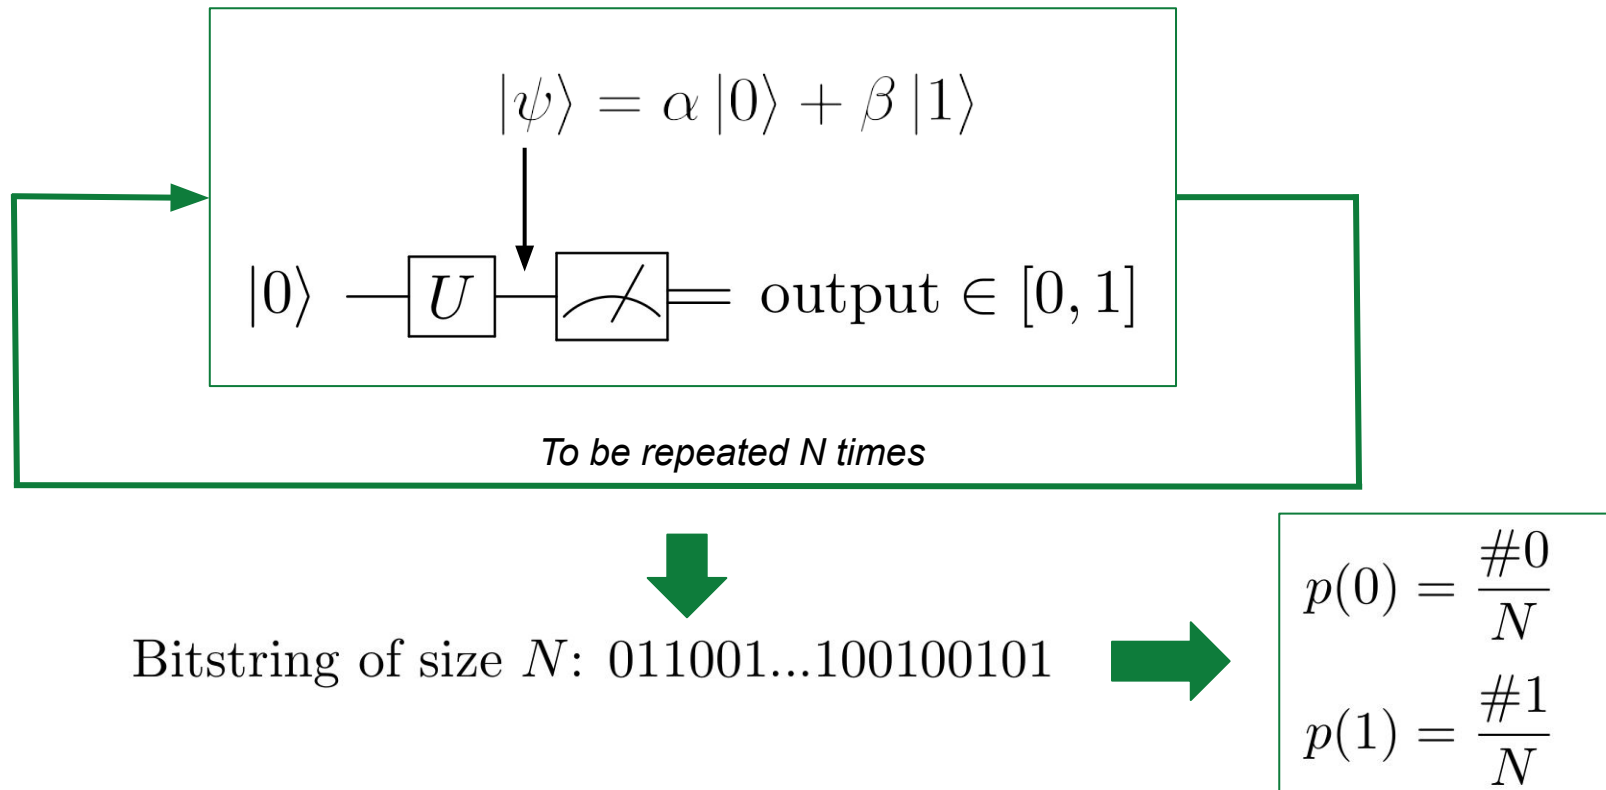 |ψ⟩ = α |0⟩ + β |1⟩
|0⟩ U output ∈ [0, 1]
To be repeated N times
Bitstring of size N: 011001...100100101
p(0) = #0/N
p(1) = #1/N